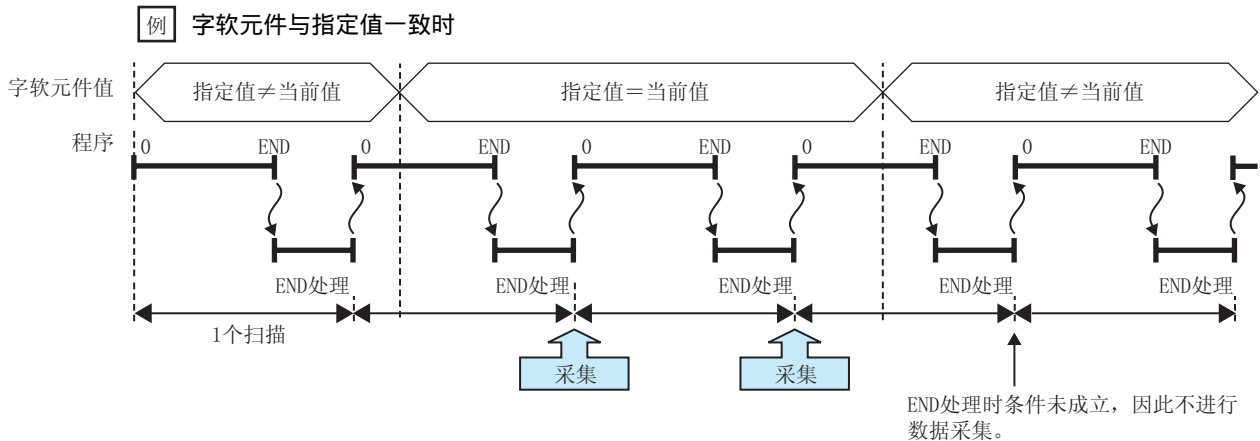 例 字软元件与指定值一致时
字软元件值 指定值≠当前值 指定值＝当前值 指定值≠当前值
程序 0 END 0 END 0 END 0 END 0 END
END处理 END处理 END处理 END处理 END处理
1个扫描
采集 采集
END处理时条件未成立，因此不进行
数据采集。